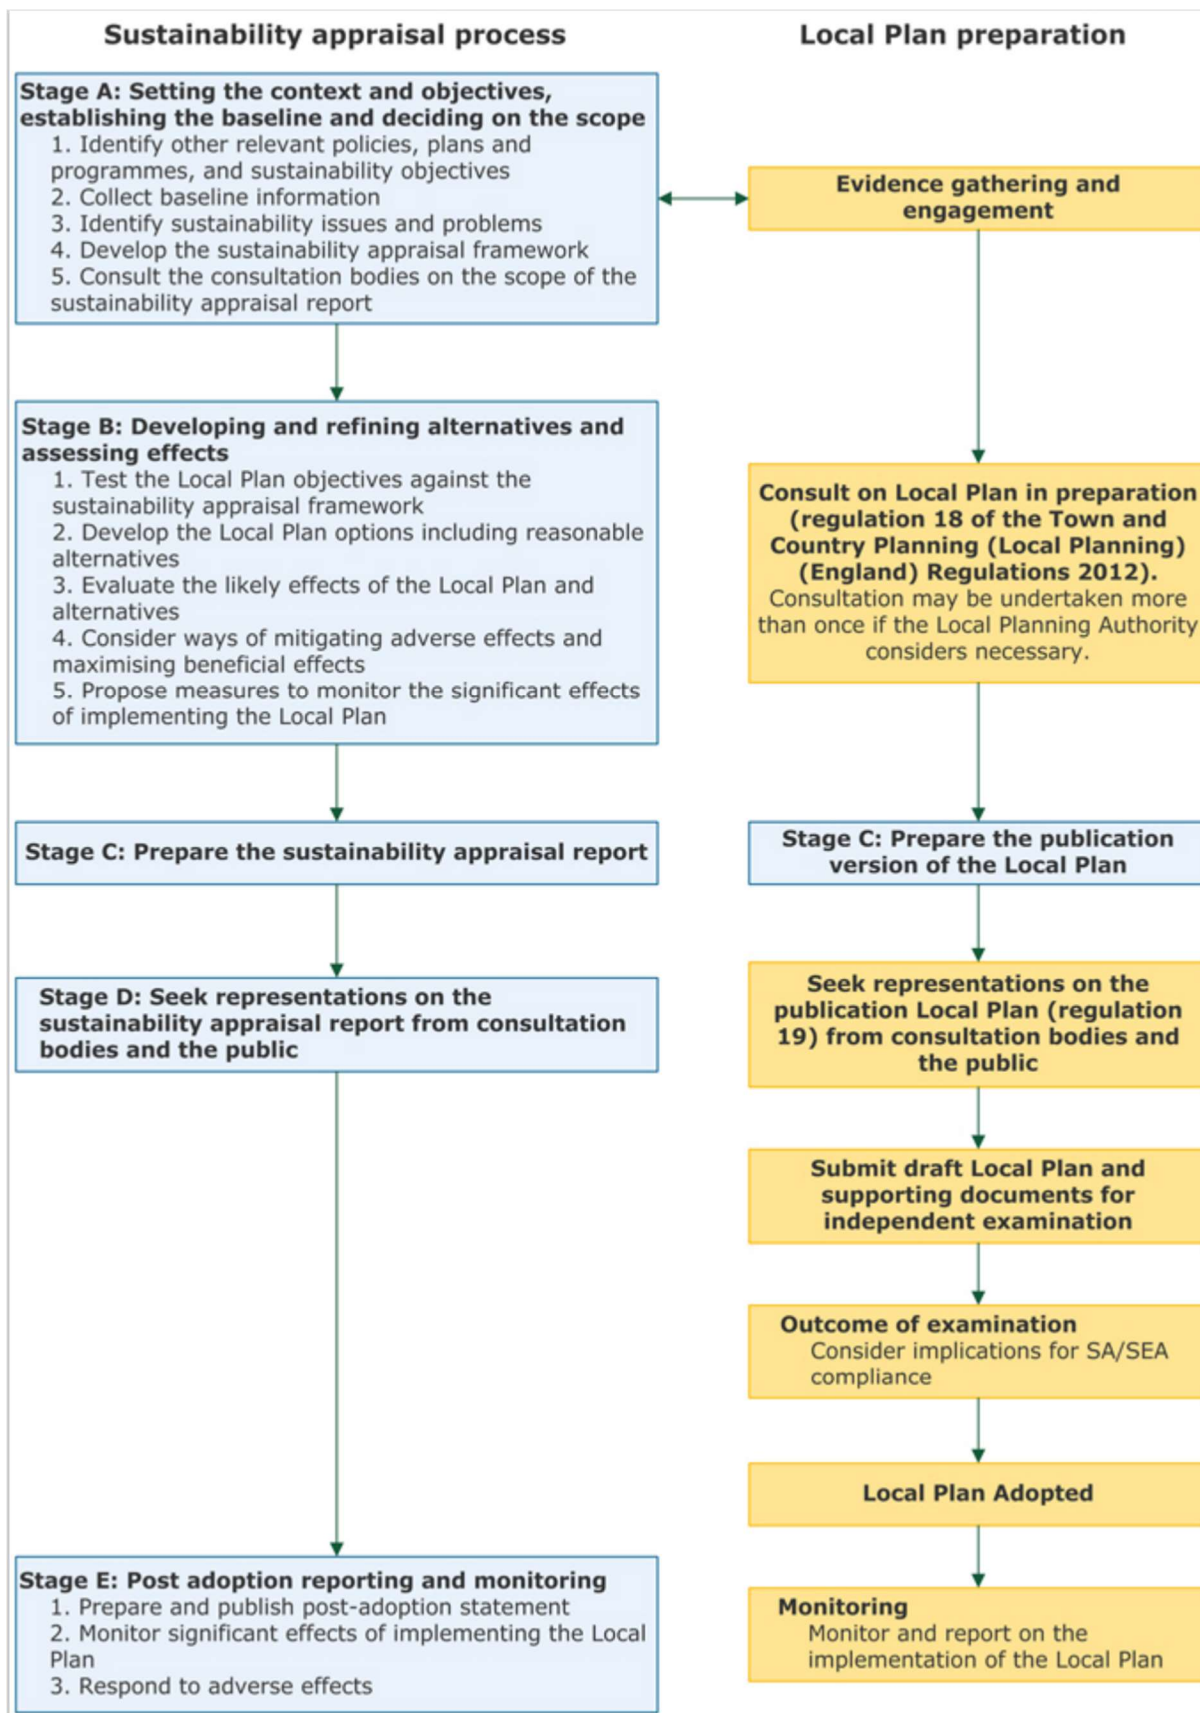 Sustainability appraisal process
Local Plan preparation
Stage A: Setting the context and objectives,
establishing the baseline and deciding on the scope
1. Identify other relevant policies, plans and
programmes, and sustainability objectives
2. Collect baseline information
3. Identify sustainability issues and problems
4. Develop the sustainability appraisal framework
5. Consult the consultation bodies on the scope of the
sustainability appraisal report
Evidence gathering and
engagement
Stage B: Developing and refining alternatives and
assessing effects
1. Test the Local Plan objectives against the
sustainability appraisal framework
2. Develop the Local Plan options including reasonable
alternatives
3. Evaluate the likely effects of the Local Plan and
alternatives
4. Consider ways of mitigating adverse effects and
maximising beneficial effects
5. Propose measures to monitor the significant effects
of implementing the Local Plan
Consult on Local Plan in preparation
(regulation 18 of the Town and
Country Planning (Local Planning)
(England) Regulations 2012).
Consultation may be undertaken more
than once if the Local Planning Authority
considers necessary.
Stage C: Prepare the sustainability appraisal report
Stage C: Prepare the publication
version of the Local Plan
Stage D: Seek representations on the
sustainability appraisal report from consultation
bodies and the public
Seek representations on the
publication Local Plan (regulation
19) from consultation bodies and
the public
Submit draft Local Plan and
supporting documents for
independent examination
Outcome of examination
Consider implications for SA/SEA
compliance
Local Plan Adopted
Stage E: Post adoption reporting and monitoring
1. Prepare and publish post-adoption statement
2. Monitor significant effects of implementing the Local
Plan
3. Respond to adverse effects
Monitoring
Monitor and report on the
implementation of the Local Plan